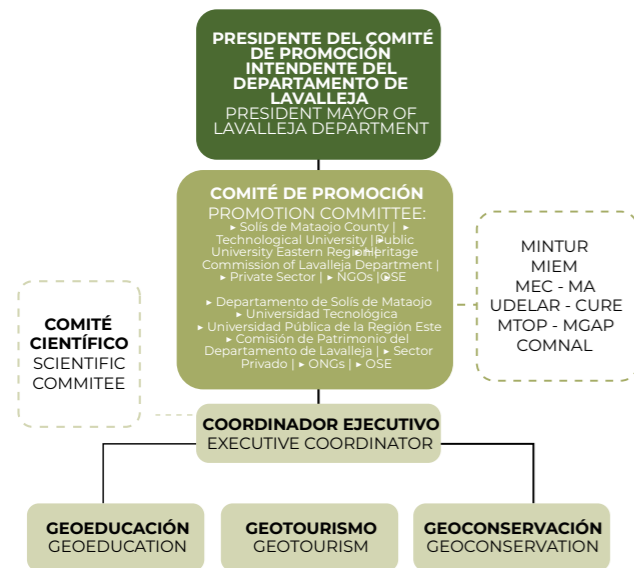 PRESIDENTE DEL COMITÉ
DE PROMOCIÓN
INTENDENTE DEL
DEPARTAMENTO DE
LAVALLEJA
PRESIDENT MAYOR OF
LAVALLEJA DEPARTMENT
COMITÉ DE PROMOCIÓN
PROMOTION COMMITTEE:
▸ Solís de Mataojo County | ▸
Technological University | ▸ Public
University Eastern Region | ▸ Heritage
Commission of Lavalleja Department |
▸ Private Sector | ▸ NGOs | ▸ OSE
▸ Departamento de Solís de Mataojo
▸ Universidad Tecnológica
▸ Universidad Pública de la Región Este
▸ Comisión de Patrimonio del
Departamento de Lavalleja | ▸ Sector
Privado | ▸ ONGs | ▸ OSE
MINTUR
MIEM
MEC - MA
UDELAR - CURE
MTOP - MGAP
COMNAL
COMITÉ
CIENTÍFICO
SCIENTIFIC
COMMITEE
COORDINADOR EJECUTIVO
EXECUTIVE COORDINATOR
GEOEDUCACIÓN
GEOEDUCATION
GEOTOURISMO
GEOTOURISM
GEOCONSERVACIÓN
GEOCONSERVATION